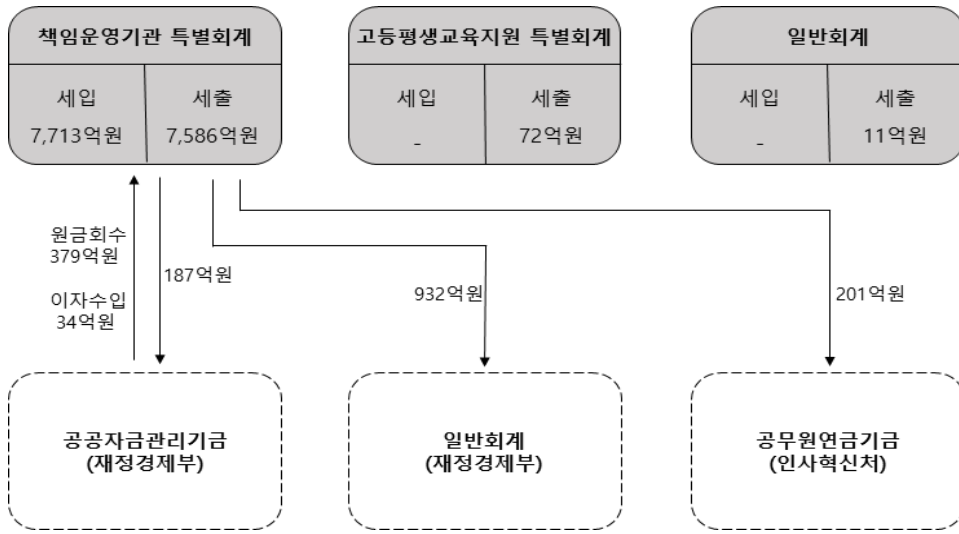 책임운영기관 특별회계
세입
7,713억원
세출
7,586억원
고등평생교육지원 특별회계
세입
-
세출
72억원
일반회계
세입
-
세출
11억원
원금회수
379억원
이자수입
34억원
187억원
932억원
201억원
공공자금관리기금
(재정경제부)
일반회계
(재정경제부)
공무원연금기금
(인사혁신처)